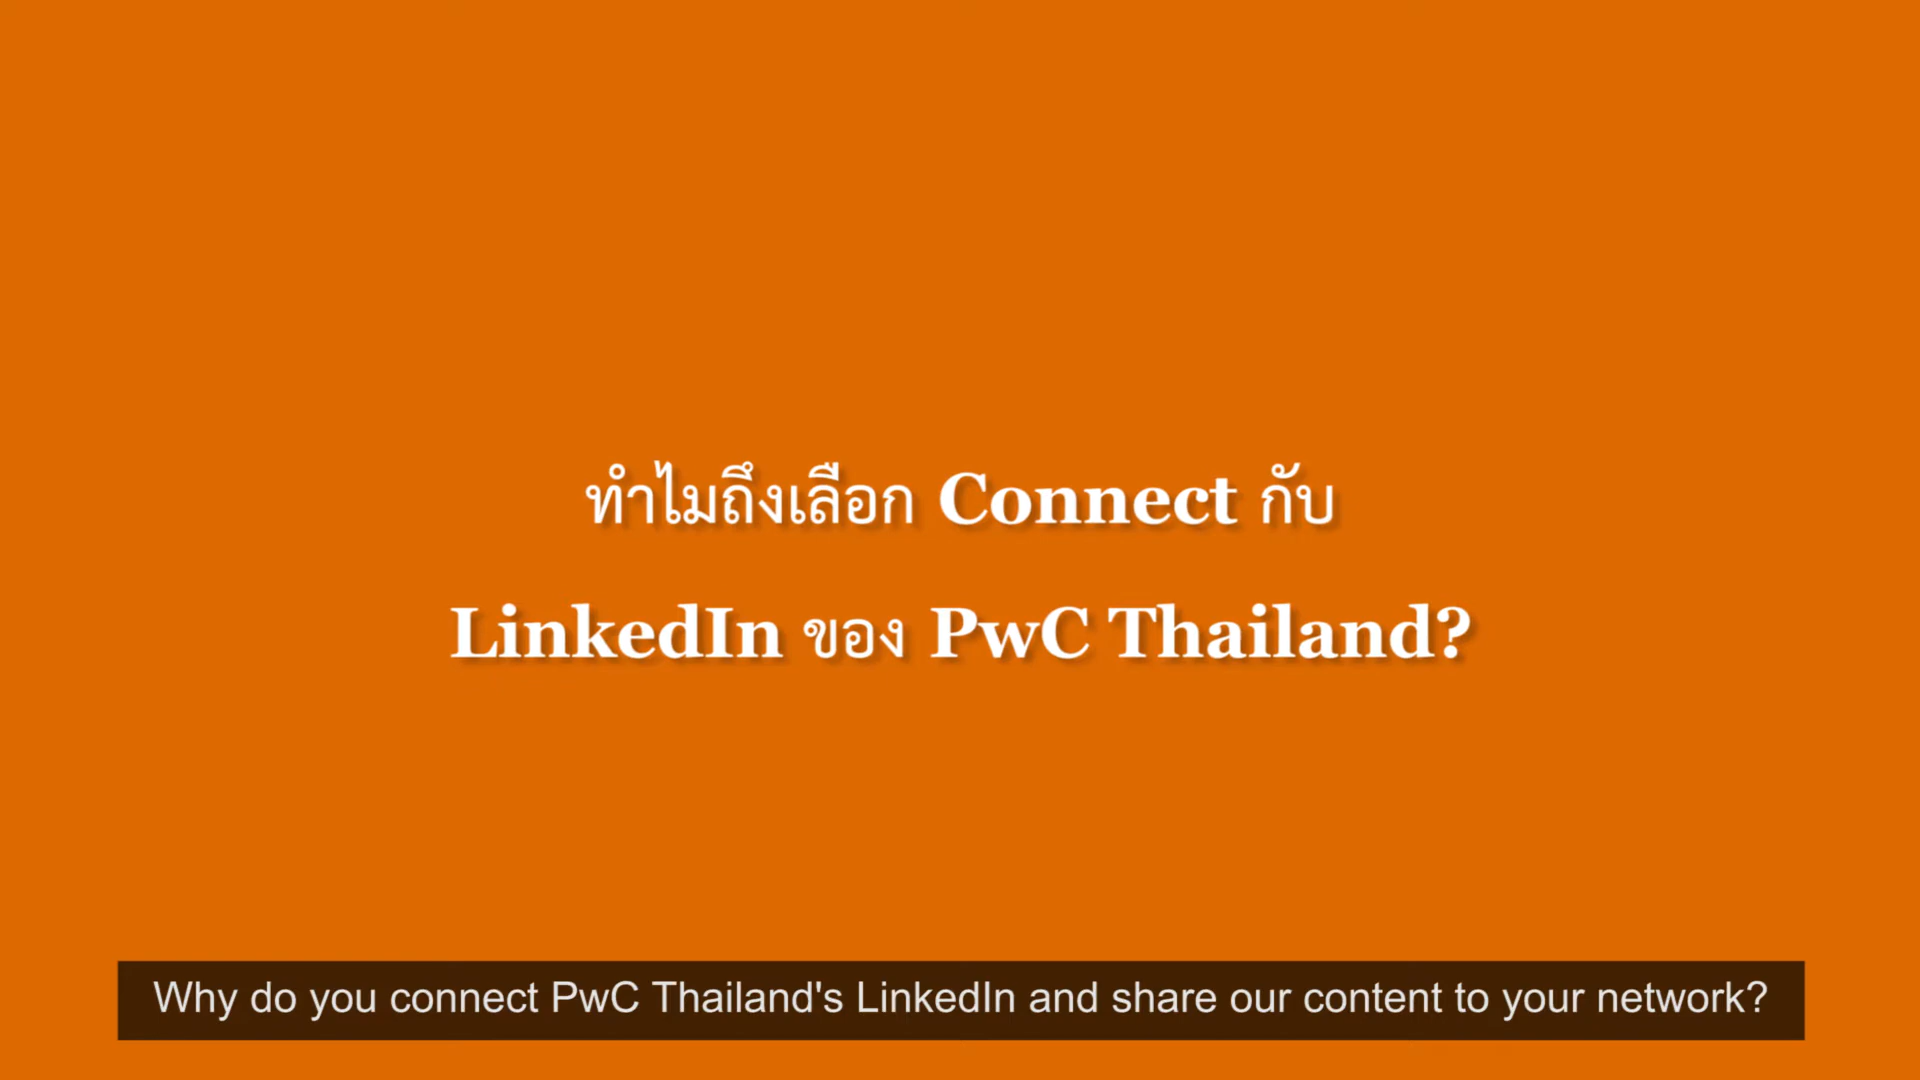 ทำไมถึงเลือก Connect กับ
LinkedIn ของ PwC Thailand?
Why do you connect PwC Thailand's LinkedIn and share our content to your network?